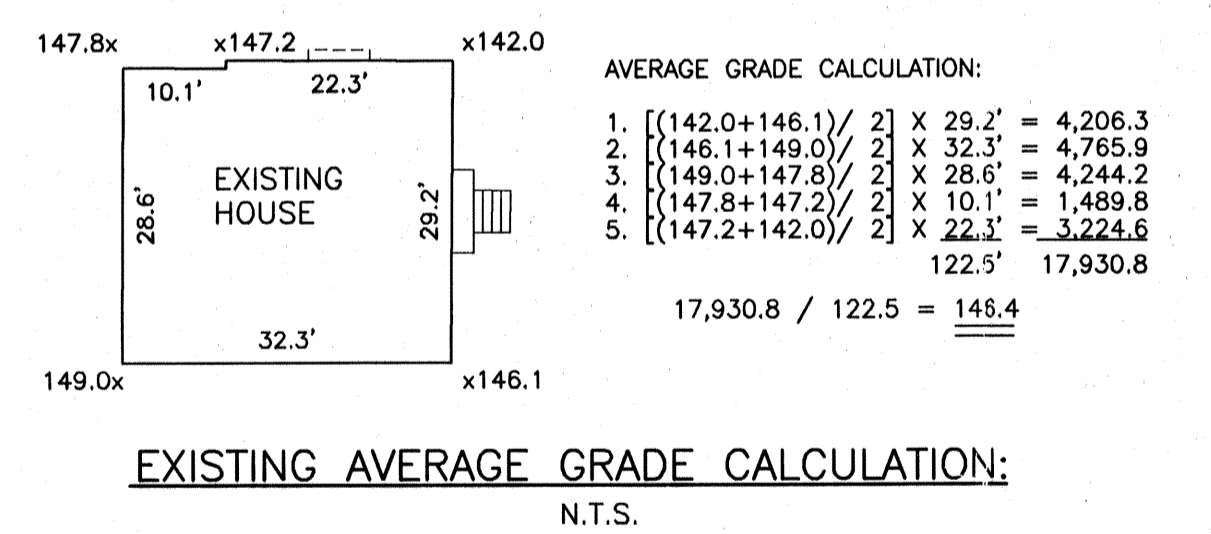 147.8x x147.2 x142.0
10.1' 22.3'
EXISTING
HOUSE
28.6'
29.2'
32.3'
149.0x x146.1
AVERAGE GRADE CALCULATION:
1. [(142.0+146.1)/ 2] X 29.2' = 4,206.3
2. [(146.1+149.0)/ 2] X 32.3' = 4,765.9
3. [(149.0+147.8)/ 2] X 28.6' = 4,244.2
4. [(147.8+147.2)/ 2] X 10.1' = 1,489.8
5. [(147.2+142.0)/ 2] X 22.3' = 3,224.6
122.5' 17,930.8
17,930.8 / 122.5 = 146.4
EXISTING AVERAGE GRADE CALCULATION:
N.T.S.